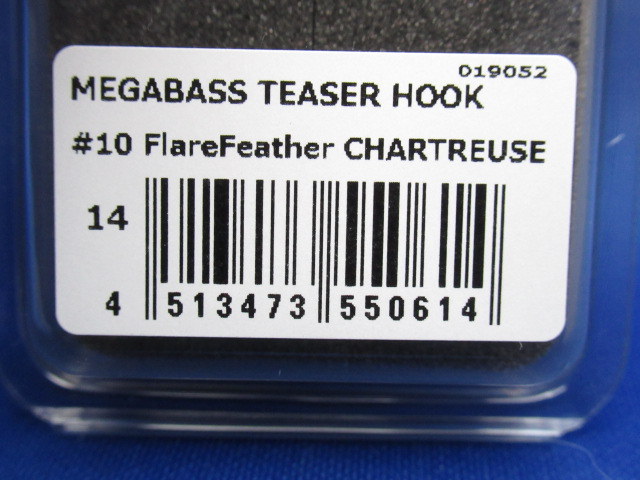 019052
MEGABASS TEASER HOOK
#10 FlareFeather CHARTREUSE
14
4 513473 550614